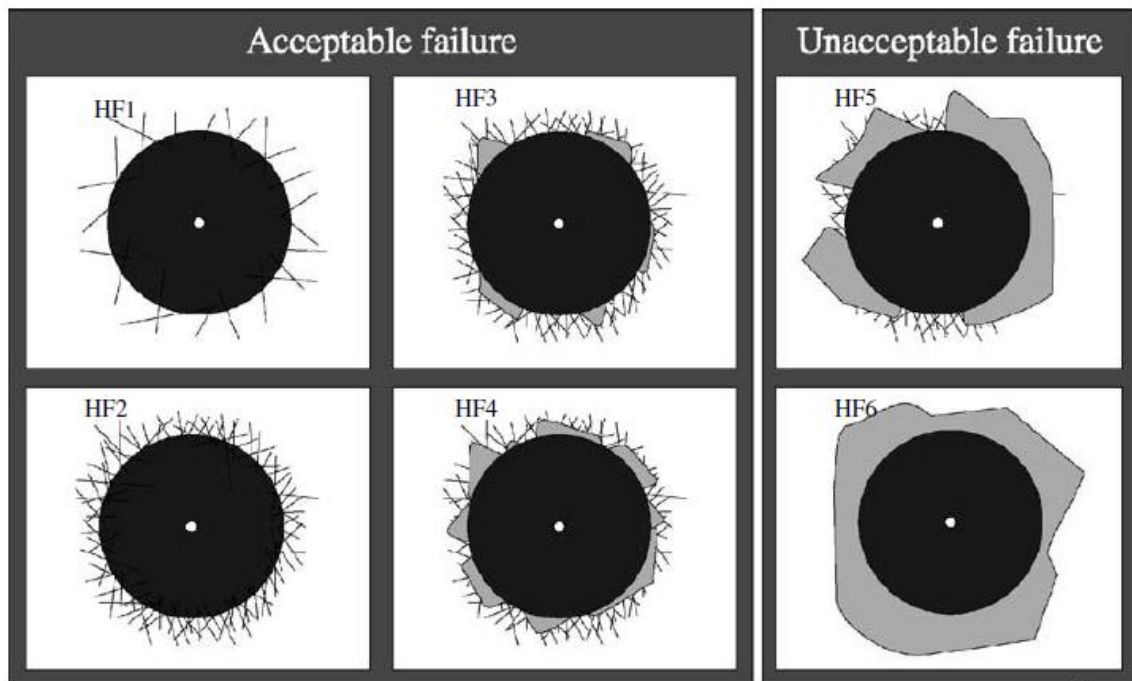 Acceptable failure
Unacceptable failure
HF1
HF3
HF5
HF2
HF4
HF6